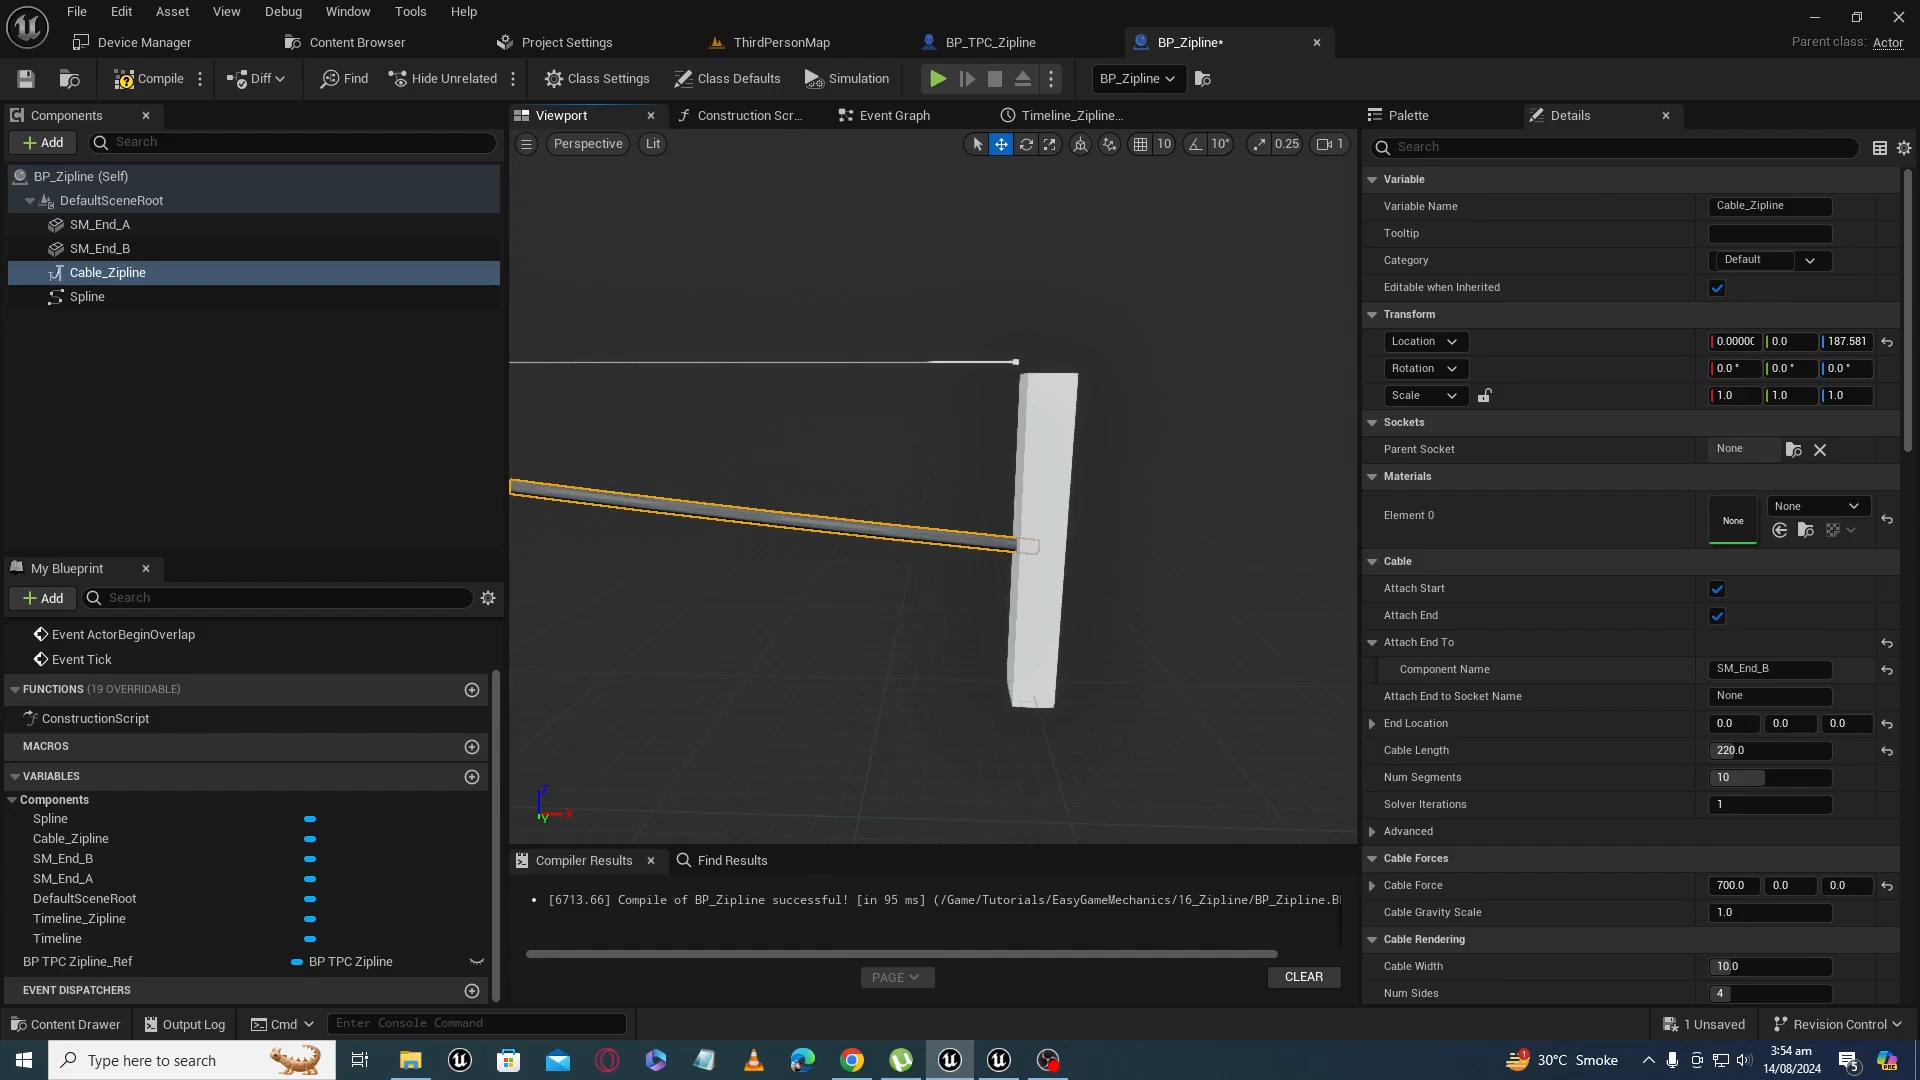 File Edit Asset View Debug Window Tools Help
Device Manager Content Browser Project Settings ThirdPersonMap BP_TPC_Zipline BP_Zipline* Parent class: Actor
Compile Diff Find Hide Unrelated Class Settings Class Defaults Simulation BP_Zipline
Components
Add Search
BP_Zipline (Self)
DefaultSceneRoot
SM_End_A
SM_End_B
Cable_Zipline
Spline
My Blueprint
Add Search
Event ActorBeginOverlap
Event Tick
FUNCTIONS (19 OVERRIDABLE)
ConstructionScript
MACROS
VARIABLES
Components
Spline
Cable_Zipline
SM_End_B
SM_End_A
DefaultSceneRoot
Timeline_Zipline
Timeline
BP TPC Zipline_Ref BP TPC Zipline
EVENT DISPATCHERS
Viewport Construction Scr... Event Graph Timeline_Zipline...
Perspective Lit 10 10° 0.25 1
Z X Y
Compiler Results Find Results
[6713.66] Compile of BP_Zipline successful! [in 95 ms] (/Game/Tutorials/EasyGameMechanics/16_Zipline/BP_Zipline.B
PAGE CLEAR
Palette Details
Search
Variable
Variable Name Cable_Zipline
Tooltip
Category Default
Editable when Inherited
Transform
Location 0.0000 0.0 187.581
Rotation 0.0 ° 0.0 ° 0.0 °
Scale 1.0 1.0 1.0
Sockets
Parent Socket None
Materials
Element 0 None None
Cable
Attach Start
Attach End
Attach End To
Component Name SM_End_B
Attach End to Socket Name None
End Location 0.0 0.0 0.0
Cable Length 220.0
Num Segments 10
Solver Iterations 1
Advanced
Cable Forces
Cable Force 700.0 0.0 0.0
Cable Gravity Scale 1.0
Cable Rendering
Cable Width 10.0
Num Sides 4
Content Drawer Output Log Cmd Enter Console Command 1 Unsaved Revision Control
Type here to search 30°C Smoke 3:54 am
14/08/2024 5